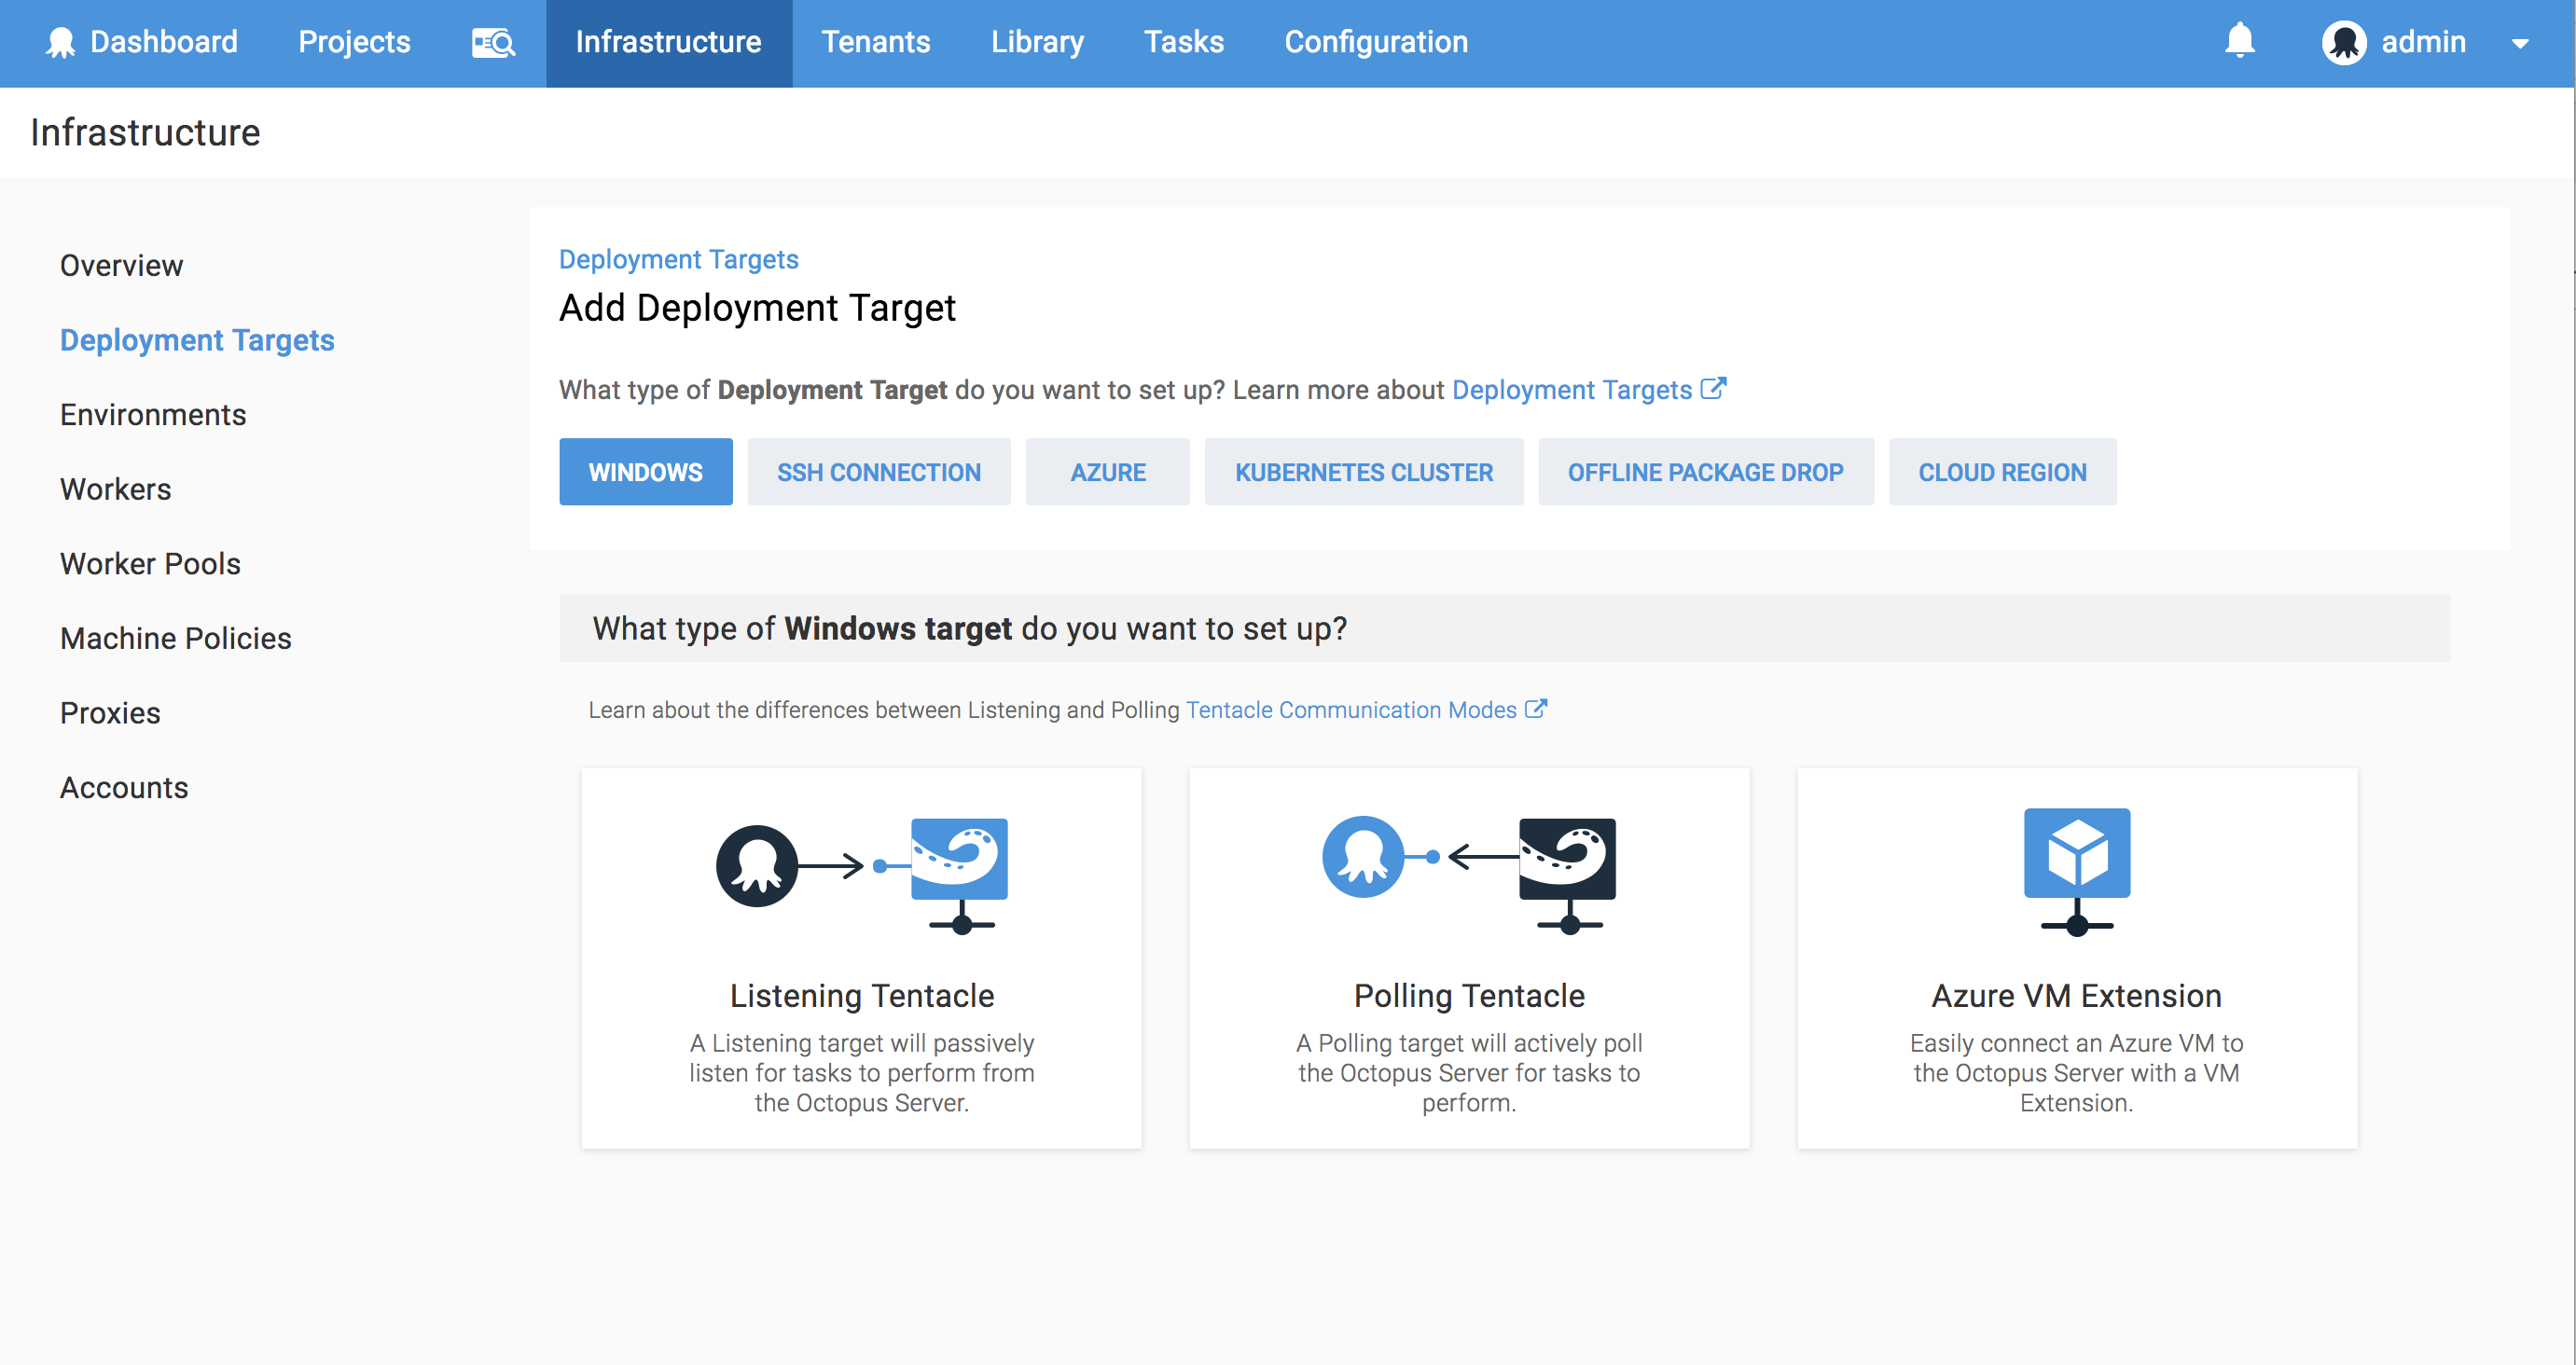 Dashboard Projects Infrastructure Tenants Library Tasks Configuration admin
Infrastructure
Overview
Deployment Targets
Environments
Workers
Worker Pools
Machine Policies
Proxies
Accounts
Deployment Targets
Add Deployment Target
What type of Deployment Target do you want to set up? Learn more about Deployment Targets
WINDOWS SSH CONNECTION AZURE KUBERNETES CLUSTER OFFLINE PACKAGE DROP CLOUD REGION
What type of Windows target do you want to set up?
Learn about the differences between Listening and Polling Tentacle Communication Modes
Listening Tentacle
A Listening target will passively
listen for tasks to perform from
the Octopus Server.
Polling Tentacle
A Polling target will actively poll
the Octopus Server for tasks to
perform.
Azure VM Extension
Easily connect an Azure VM to
the Octopus Server with a VM
Extension.